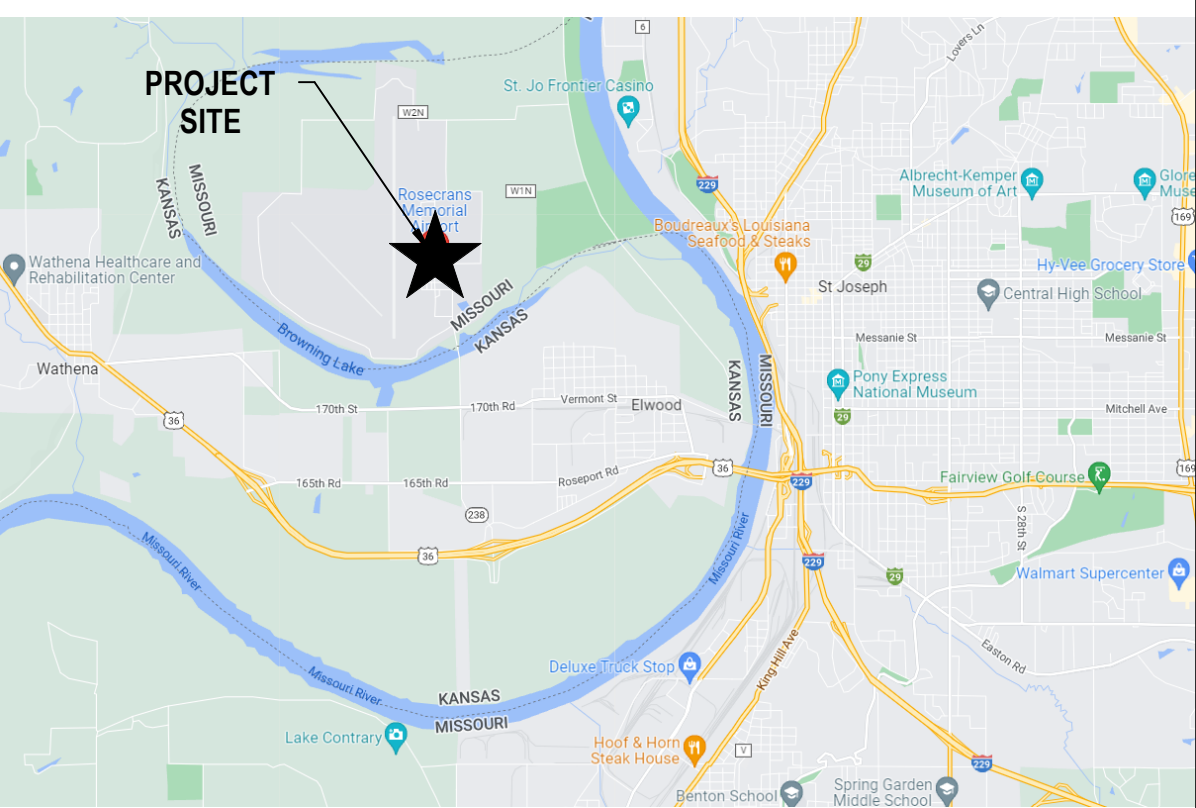 6
Lovers Ln
PROJECT
SITE
St. Jo Frontier Casino
W2N
MISSOURI
KANSAS
W1N
229
Albrecht-Kemper
Museum of Art
Glore
Muse
169
Rosecrans
Memorial
Airport
Boudreaux's Louisiana
Seafood & Steaks
29
Wathena Healthcare and
Rehabilitation Center
Hy-Vee Grocery Store
St Joseph
Central High School
MISSOURI
KANSAS
Browning Lake
Messanie St
Messanie St
Wathena
KANSAS
MISSOURI
Pony Express
National Museum
170th St
170th Rd
Vermont St
Elwood
29
Mitchell Ave
36
36
169
165th Rd
165th Rd
Roseport Rd
229
Fairview Golf Course
238
S 28th St
Missouri River
Missouri River
36
229
29
Walmart Supercenter
Easton Rd
Deluxe Truck Stop
King Hill Ave
Missouri River
KANSAS
MISSOURI
Lake Contrary
Hoof & Horn
Steak House
V
229
Benton School
Spring Garden
Middle School